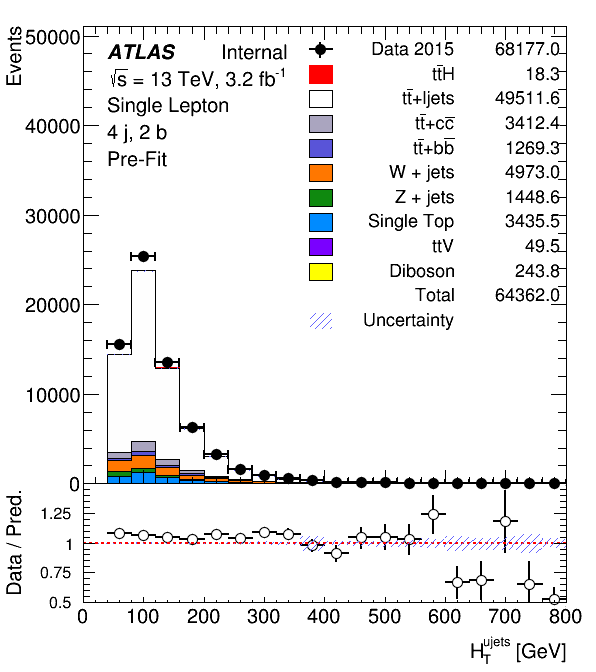 Events
50000
40000
30000
20000
10000
0
ATLAS Internal
√s = 13 TeV, 3.2 fb⁻¹
Single Lepton
4 j, 2 b
Pre-Fit
Data 2015 68177.0
tt̄H 18.3
tt̄+ljets 49511.6
tt̄+cc̄ 3412.4
tt̄+bb̄ 1269.3
W + jets 4973.0
Z + jets 1448.6
Single Top 3435.5
ttV 49.5
Diboson 243.8
Total 64362.0
Uncertainty
Data / Pred.
1.25
1
0.75
0.5
0 100 200 300 400 500 600 700 800
H_T^ujets [GeV]